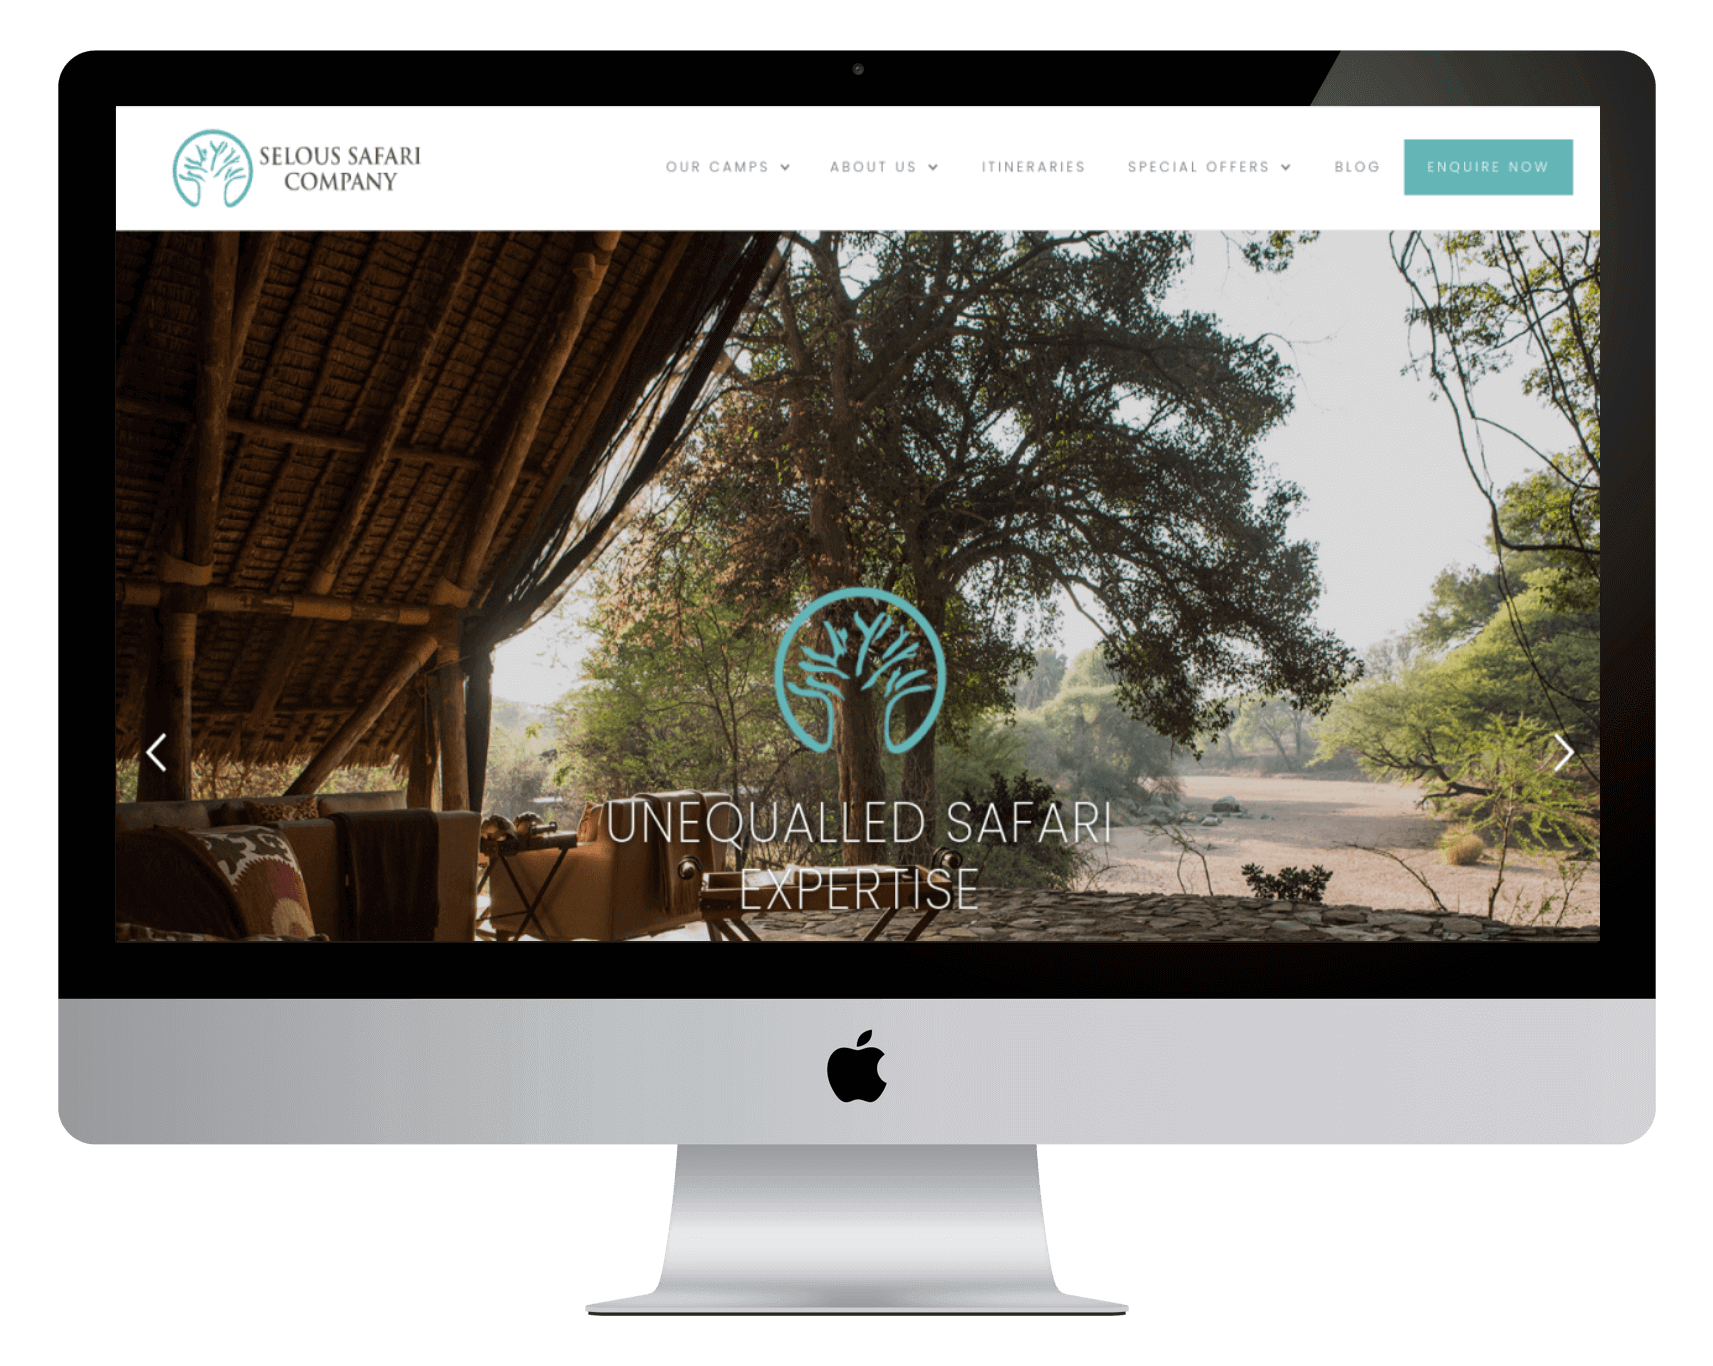 SELOUS SAFARI
COMPANY
OUR CAMPS
ABOUT US
ITINERARIES
SPECIAL OFFERS
BLOG
ENQUIRE NOW
UNEQUALLED SAFARI
EXPERTISE